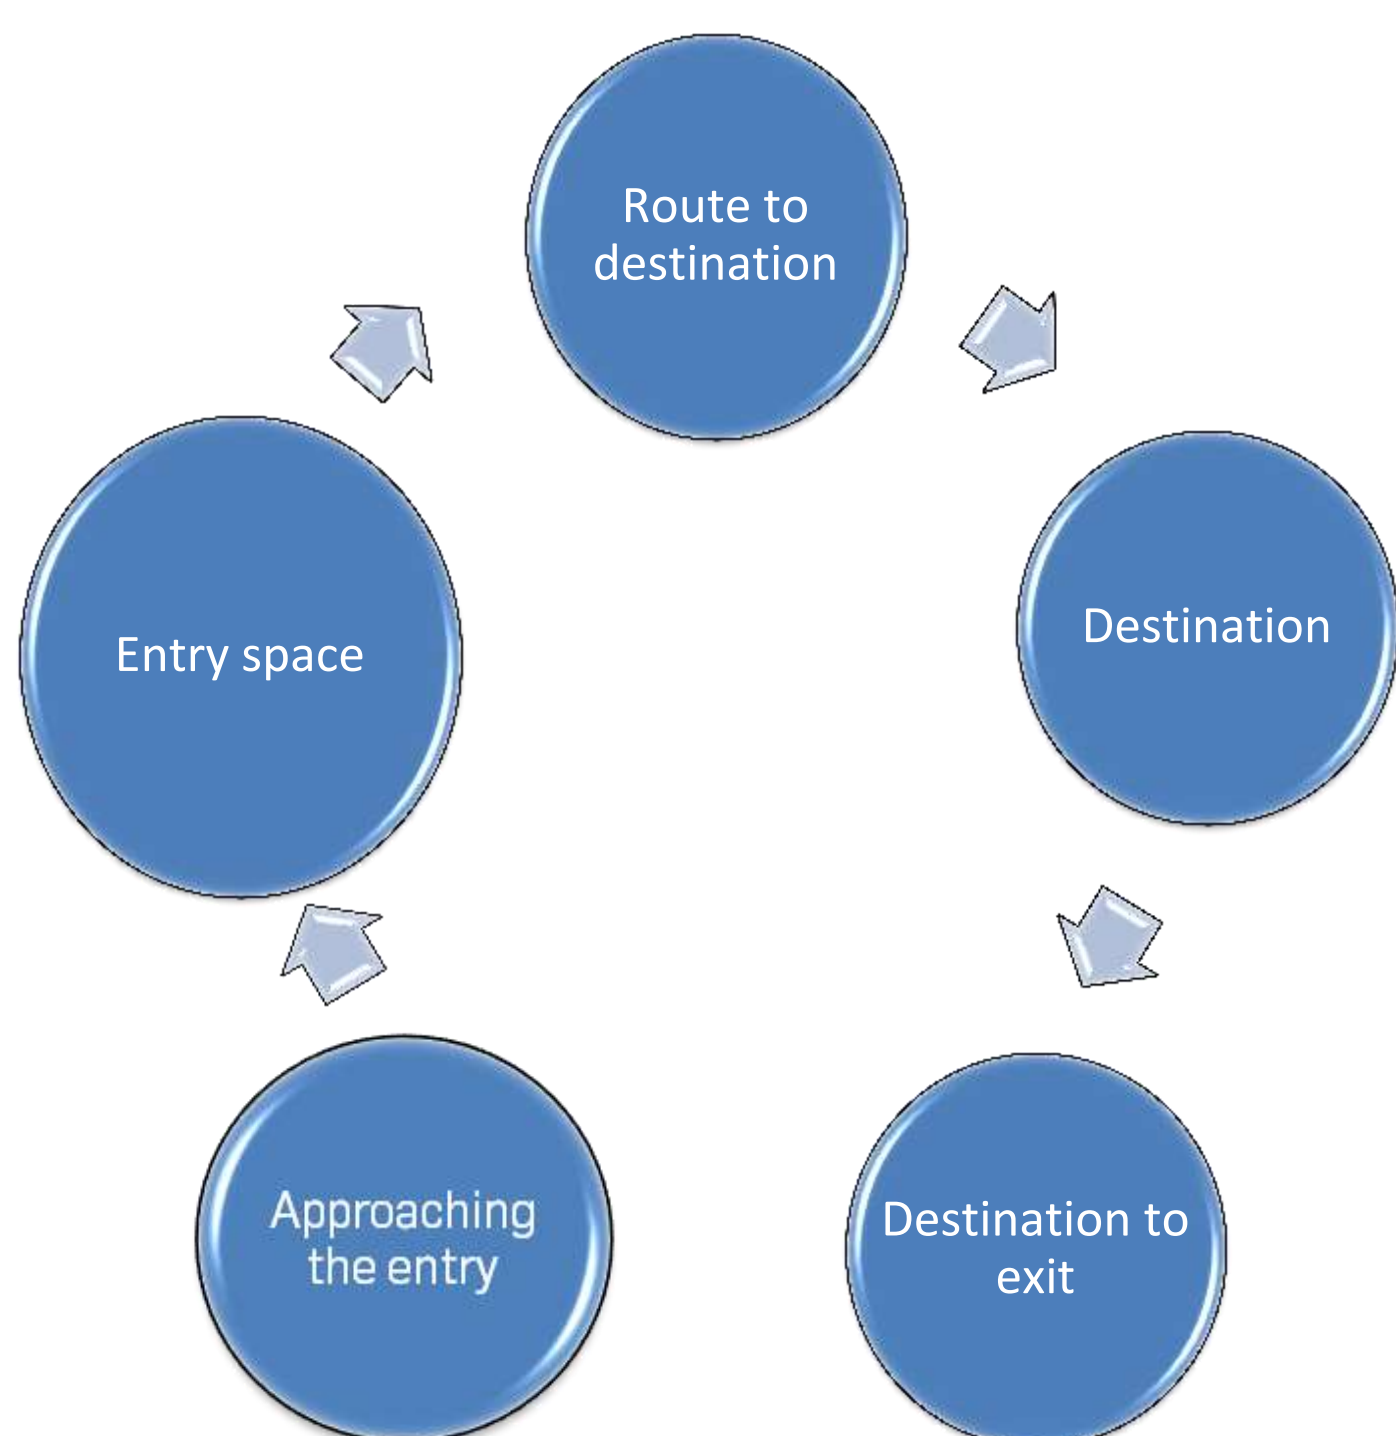 Route to
destination
Entry space
Destination
Approaching
the entry
Destination to
exit